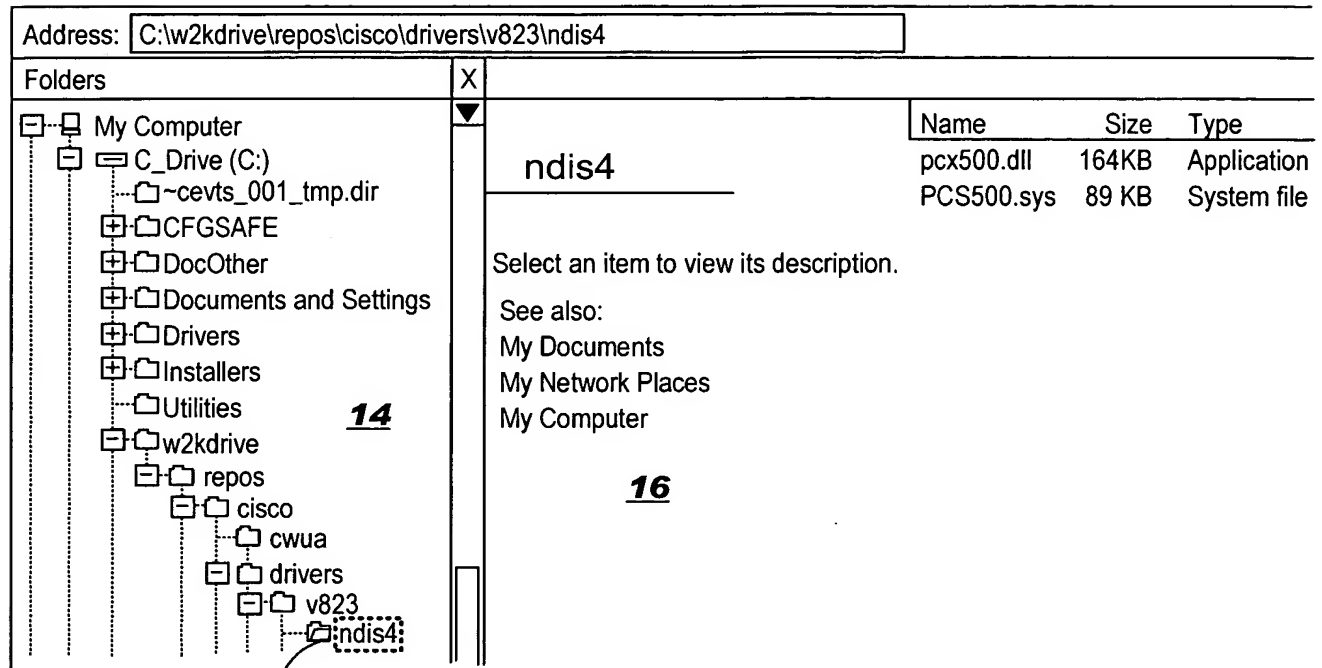 Address: C:\w2kdrive\repos\cisco\drivers\v823\ndis4
Folders X
My Computer
C_Drive (C:)
~cevts_001_tmp.dir
CFGSAFE
DocOther
Documents and Settings
Drivers
Installers
Utilities
14
w2kdrive
repos
cisco
cwua
drivers
v823
ndis4
ndis4
Select an item to view its description.
See also:
My Documents
My Network Places
My Computer
16
Name Size Type
pcx500.dll 164KB Application
PCS500.sys 89 KB System file